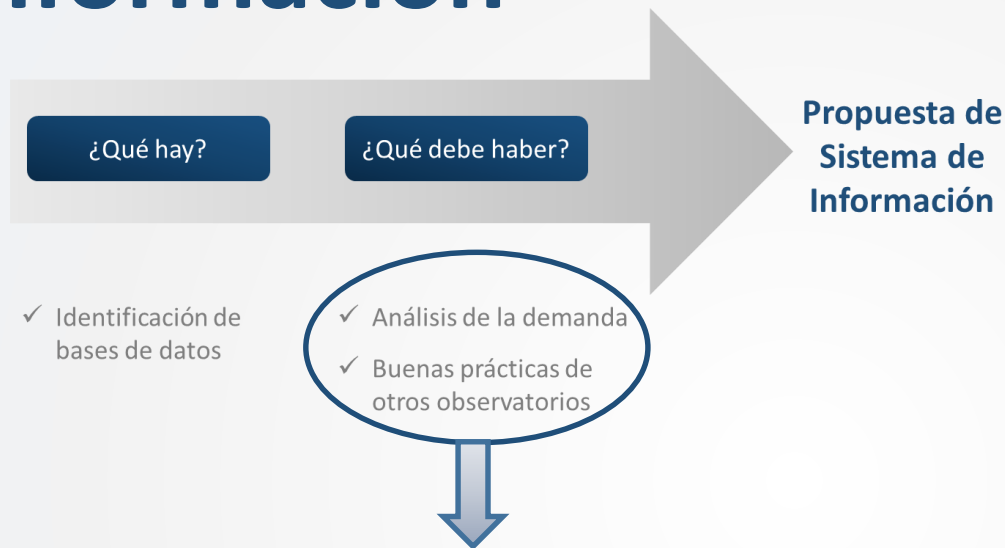 ¿Qué hay?
¿Qué debe haber?
Propuesta de
Sistema de
Información
✓ Identificación de
bases de datos
✓ Análisis de la demanda
✓ Buenas prácticas de
otros observatorios